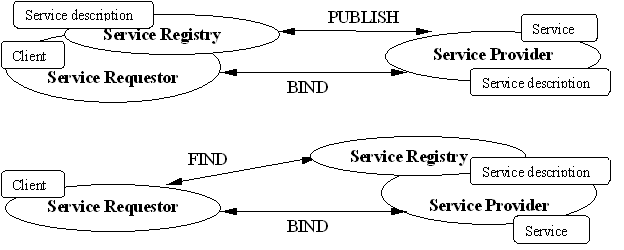 Service description
PUBLISH
Service
Service Registry
Client
Service Provider
Service Requestor
Service description
BIND
Service Registry
FIND
Service description
Client
Service Requestor
Service Provider
BIND
Service